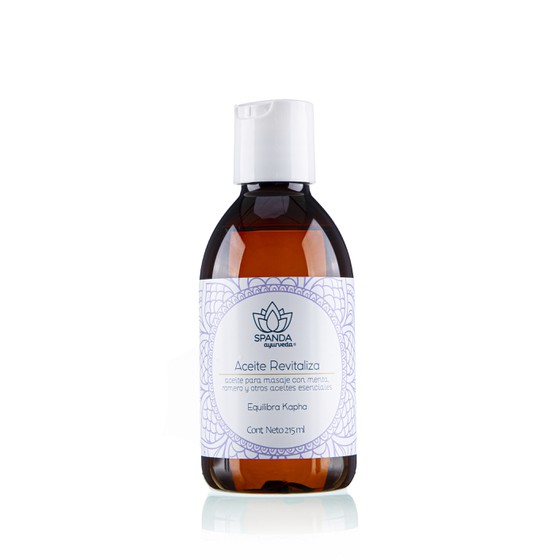 SPANDA
ayurveda
Aceite Revitaliza
aceite para masaje con menta,
romero y otros aceites esenciales
Equilibra Kapha
Cont. Neto 215 ml